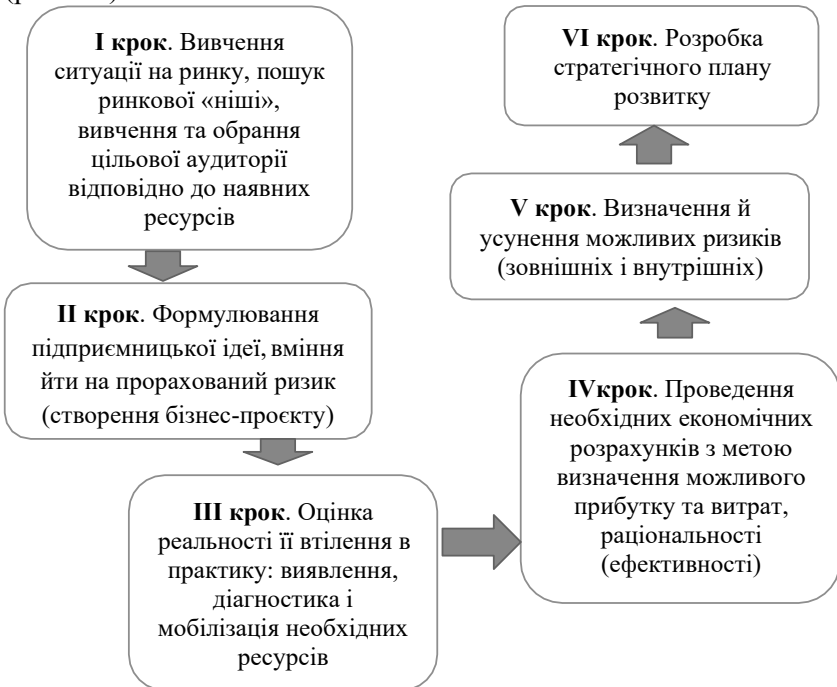 І крок. Вивчення
ситуації на ринку, пошук
ринкової «ніші»,
вивчення та обрання
цільової аудиторії
відповідно до наявних
ресурсів
ІІ крок. Формулювання
підприємницької ідеї, вміння
йти на прорахований ризик
(створення бізнес-проєкту)
ІІІ крок. Оцінка
реальності її втілення в
практику: виявлення,
діагностика і
мобілізація необхідних
ресурсів
ІVкрок. Проведення
необхідних економічних
розрахунків з метою
визначення можливого
прибутку та витрат,
раціональності
(ефективності)
V крок. Визначення й
усунення можливих ризиків
(зовнішніх і внутрішніх)
VІ крок. Розробка
стратегічного плану
розвитку